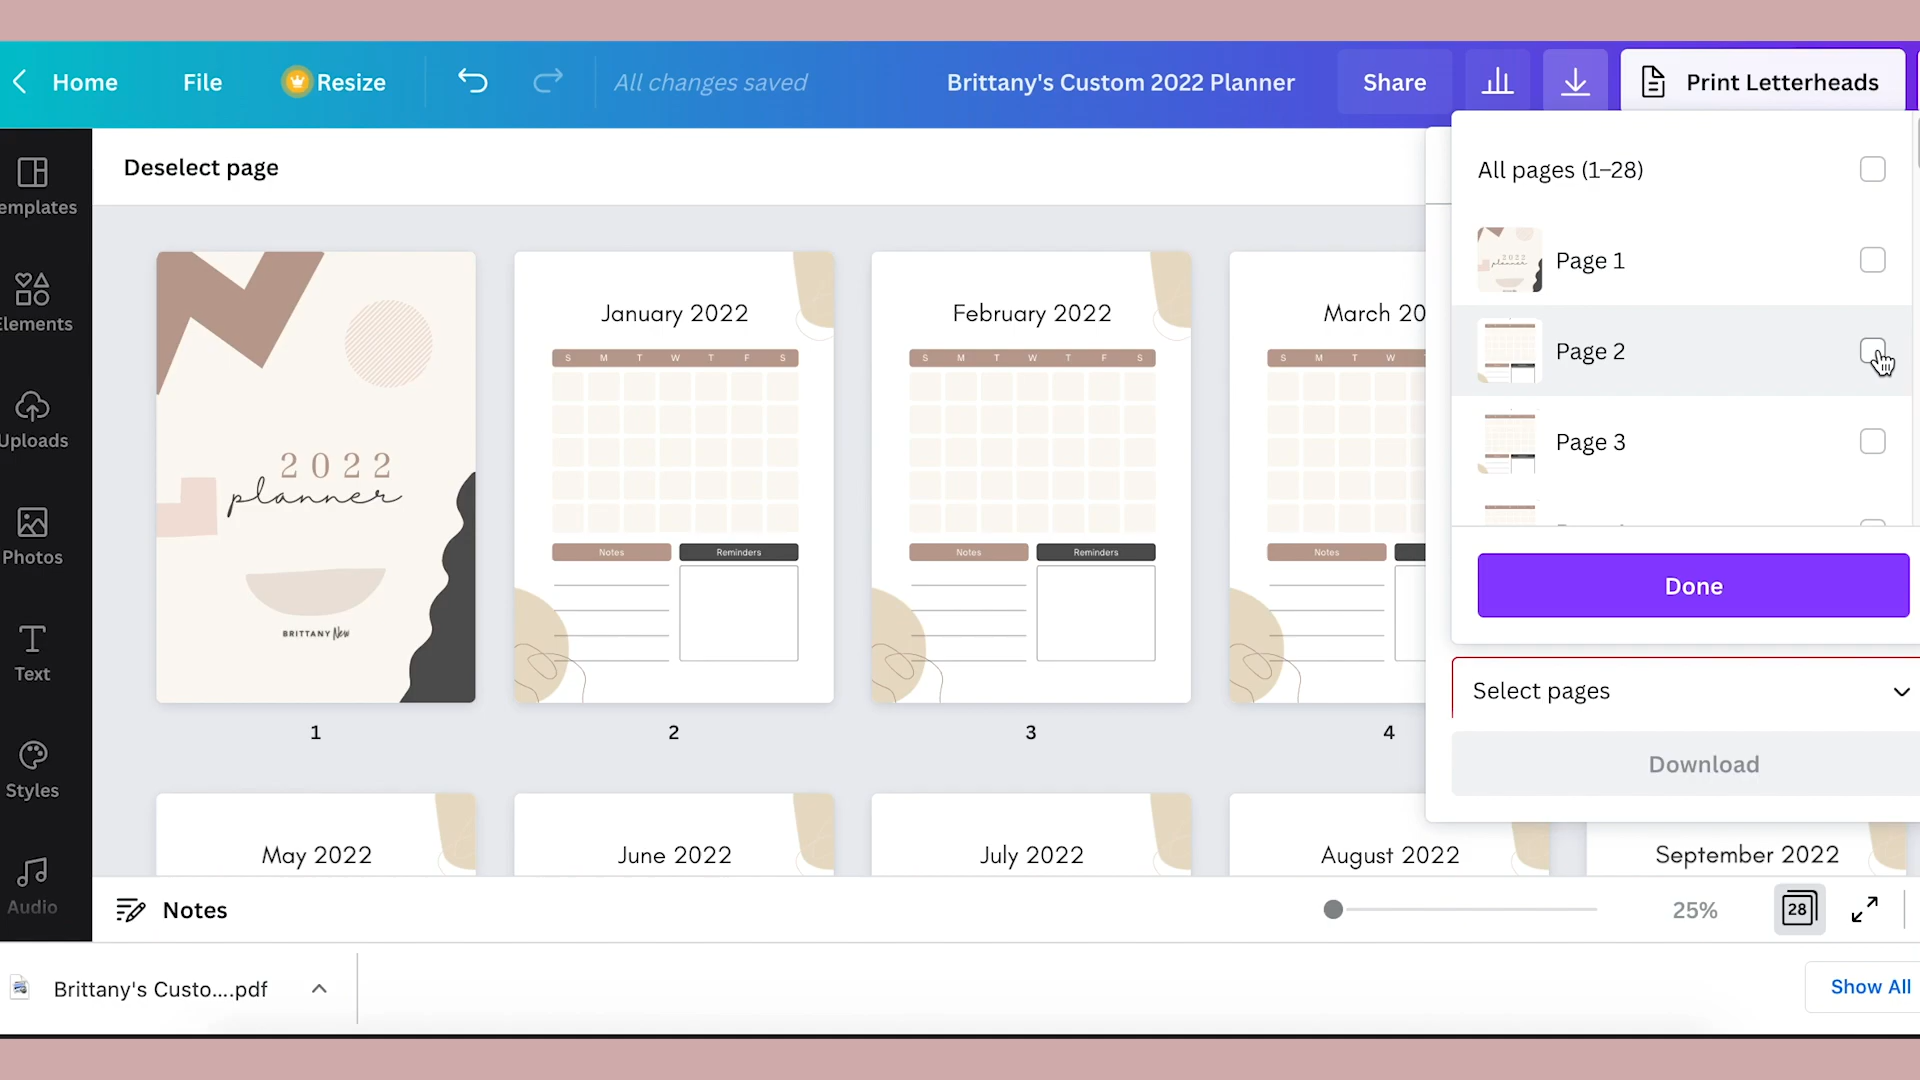 Home
File
Resize
All changes saved
Brittany's Custom 2022 Planner
Share
Print Letterheads
Deselect page
emplates
Elements
Uploads
Photos
Text
Styles
Audio
2022
planner
BRITTANY New
1
January 2022
S M T W T F S
Notes
Reminders
2
February 2022
S M T W T F S
Notes
Reminders
3
March 20
S M T W
Notes
4
All pages (1–28)
Page 1
Page 2
Page 3
Done
Select pages
Download
May 2022
June 2022
July 2022
August 2022
September 2022
Notes
25%
28
Brittany's Custo....pdf
Show All